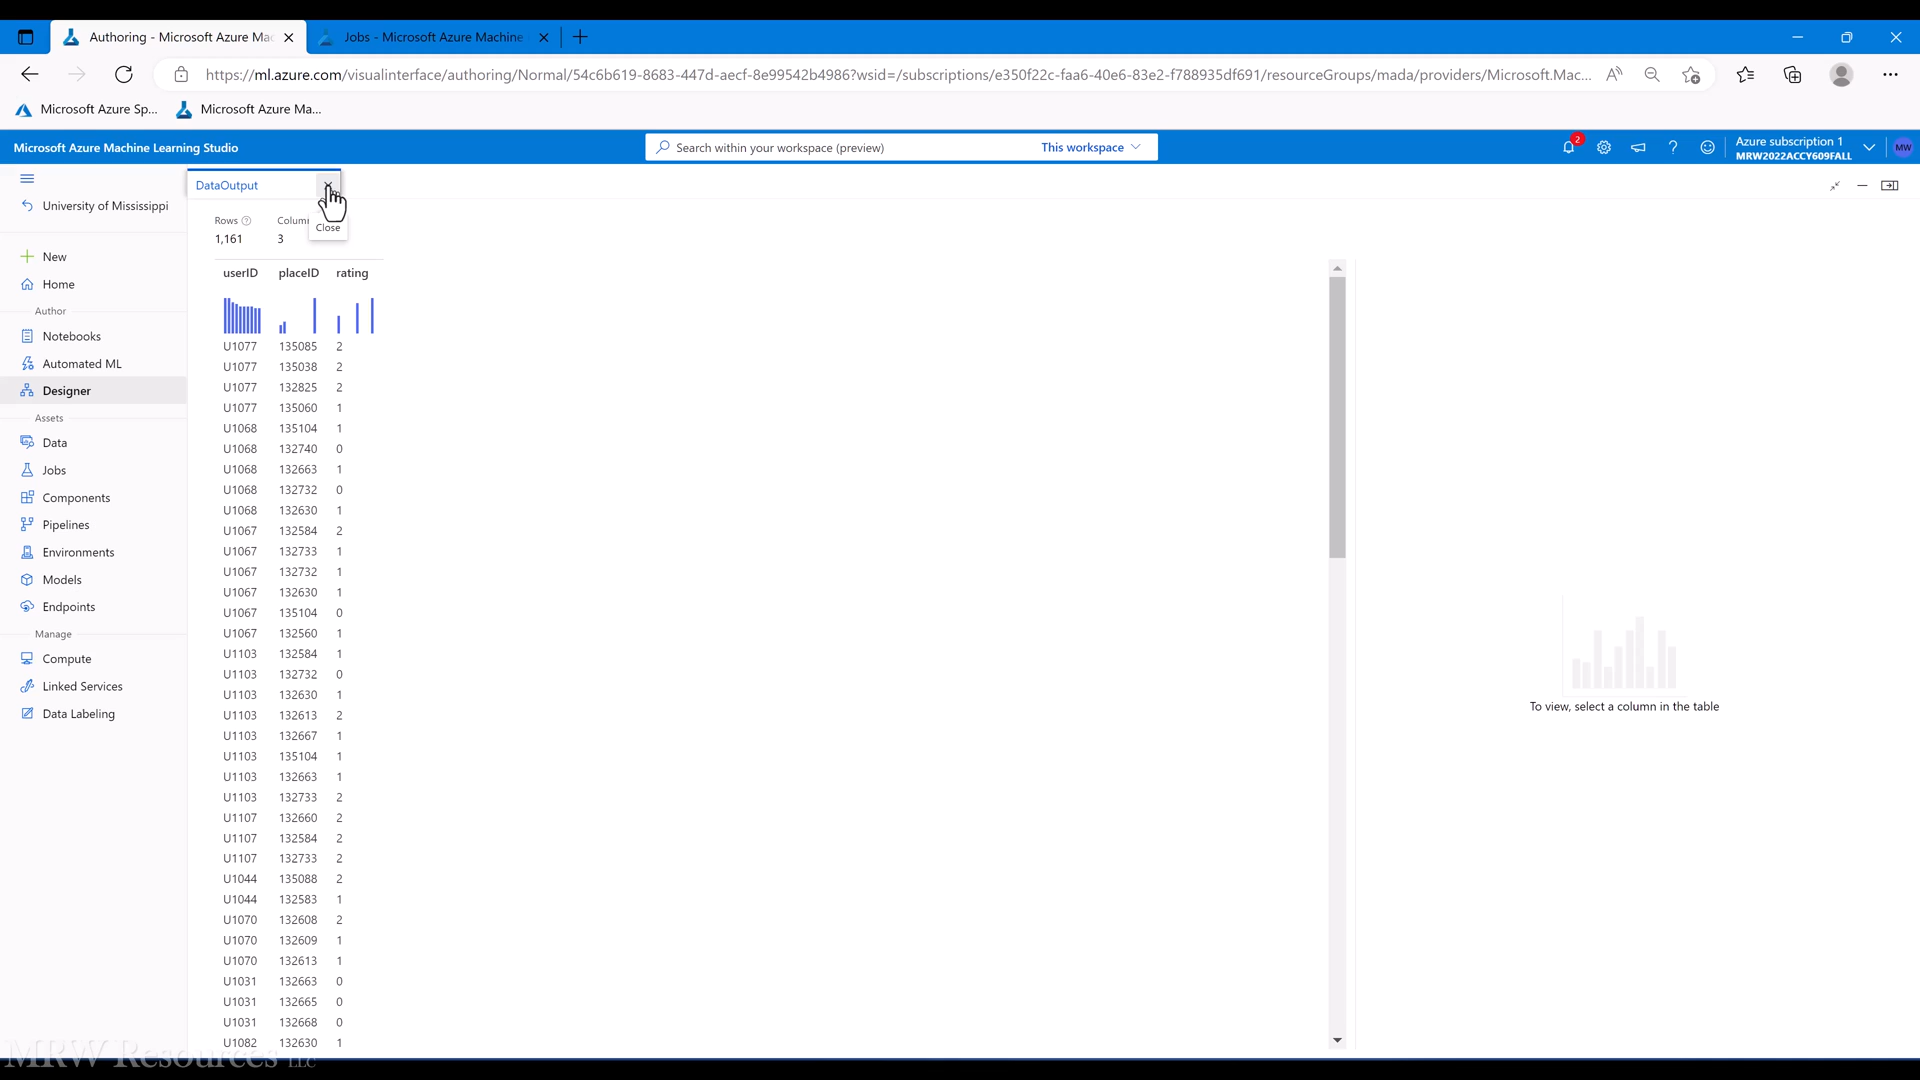 Authoring - Microsoft Azure Mac
Jobs - Microsoft Azure Machine
https://ml.azure.com/visualinterface/authoring/Normal/54c6b619-8683-447d-aecf-8e99542b4986?wsid=/subscriptions/e350f22c-faa6-40e6-83e2-f788935df691/resourceGroups/mada/providers/Microsoft.Mac...
Microsoft Azure Sp...
Microsoft Azure Ma...
Microsoft Azure Machine Learning Studio
Search within your workspace (preview)
This workspace
2
Azure subscription 1
MRW2022ACCY609FALL
MW
University of Mississippi
New
Home
Author
Notebooks
Automated ML
Designer
Assets
Data
Jobs
Components
Pipelines
Environments
Models
Endpoints
Manage
Compute
Linked Services
Data Labeling
DataOutput
Close
Rows
Colum
1,161
3
userID placeID rating
U1077 135085 2
U1077 135038 2
U1077 132825 2
U1077 135060 1
U1068 135104 1
U1068 132740 0
U1068 132663 1
U1068 132732 0
U1068 132630 1
U1067 132584 2
U1067 132733 1
U1067 132732 1
U1067 132630 1
U1067 135104 0
U1067 132560 1
U1103 132584 1
U1103 132732 0
U1103 132630 1
U1103 132613 2
U1103 132667 1
U1103 135104 1
U1103 132663 1
U1103 132733 2
U1107 132660 2
U1107 132584 2
U1107 132733 2
U1044 135088 2
U1044 132583 1
U1070 132608 2
U1070 132609 1
U1070 132613 1
U1031 132663 0
U1031 132665 0
U1031 132668 0
U1082 132630 1
To view, select a column in the table
MRW Resources LLC